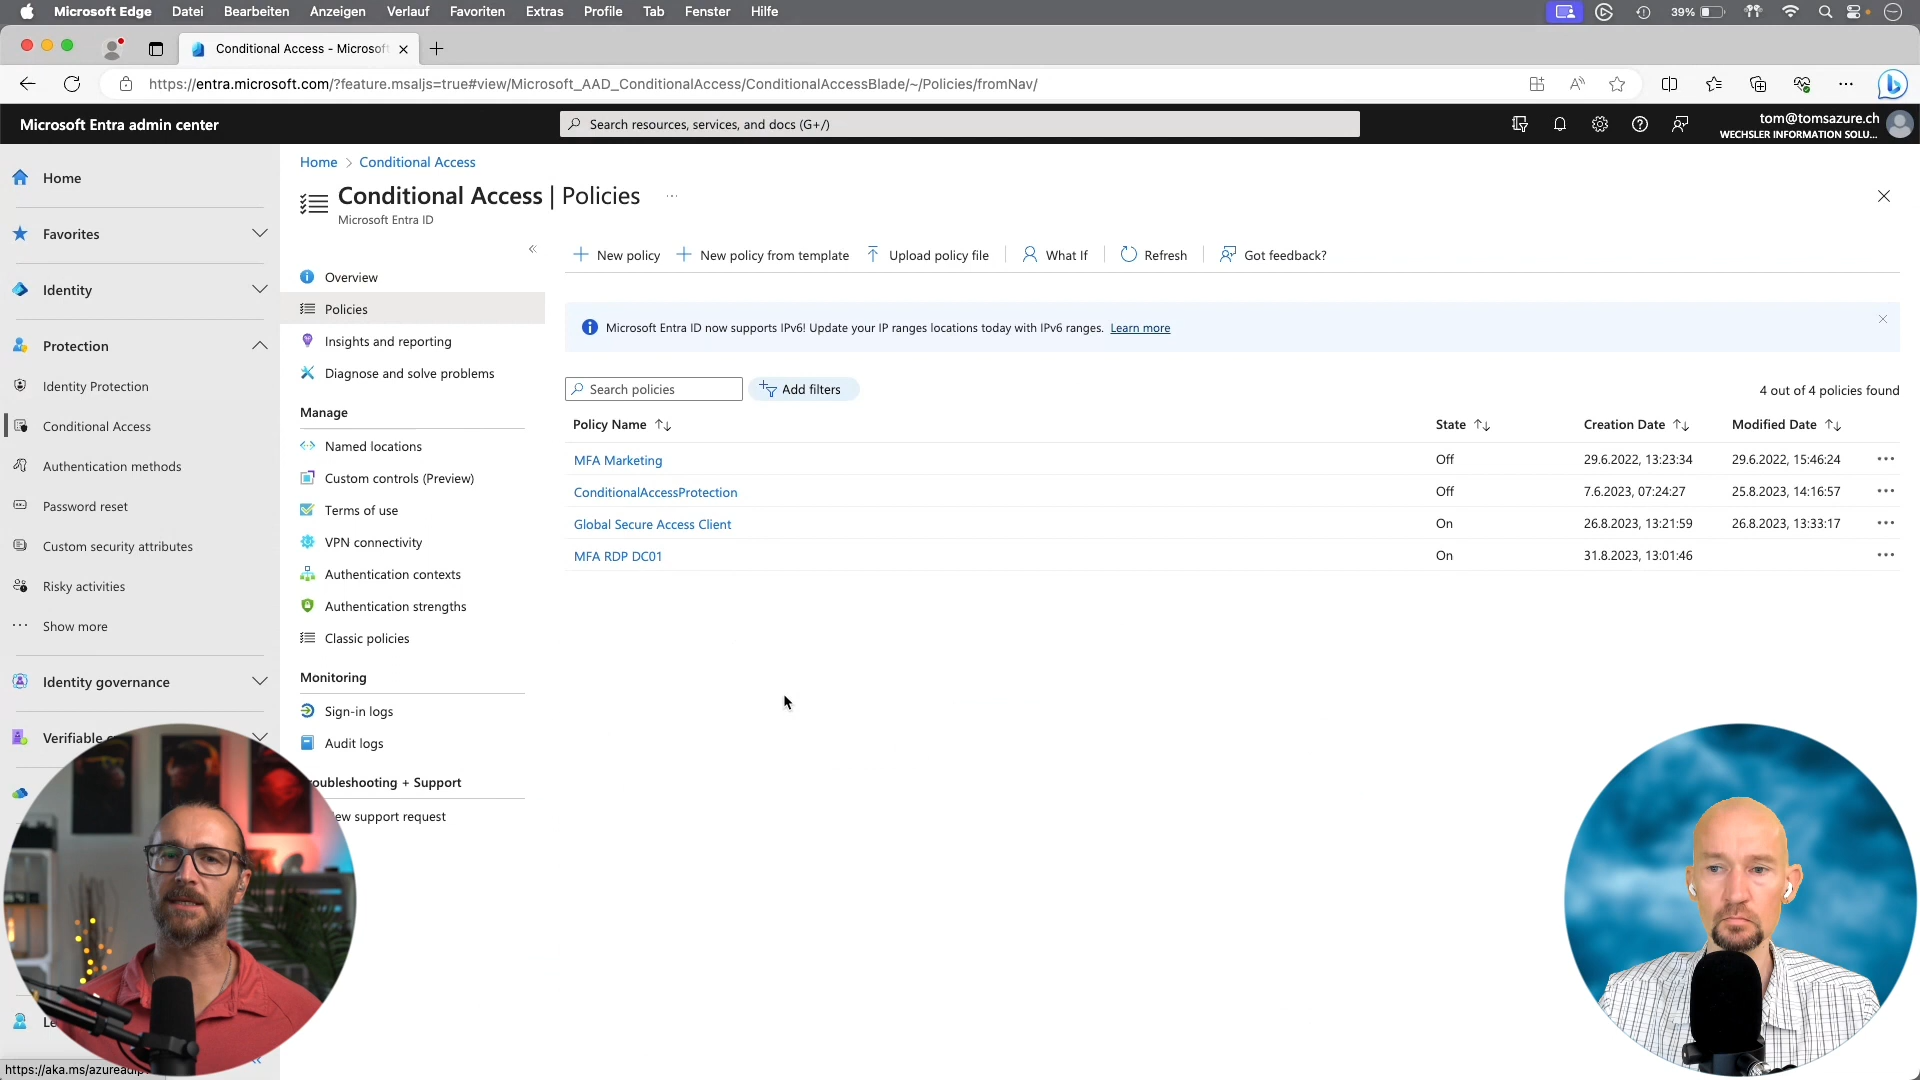 Microsoft Edge Datei Bearbeiten Anzeigen Verlauf Favoriten Extras Profile Tab Fenster Hilfe
39%
Conditional Access - Microsoft
https://entra.microsoft.com/?feature.msaljs=true#view/Microsoft_AAD_ConditionalAccess/ConditionalAccessBlade/~/Policies/fromNav/
Microsoft Entra admin center
Search resources, services, and docs (G+/)
tom@tomsazure.ch
WECHSLER INFORMATION SOLU...
Home
Favorites
Identity
Protection
Identity Protection
Conditional Access
Authentication methods
Password reset
Custom security attributes
Risky activities
Show more
Identity governance
Verifiable
Home > Conditional Access
Conditional Access | Policies
Microsoft Entra ID
Overview
Policies
Insights and reporting
Diagnose and solve problems
Manage
Named locations
Custom controls (Preview)
Terms of use
VPN connectivity
Authentication contexts
Authentication strengths
Classic policies
Monitoring
Sign-in logs
Audit logs
roubleshooting + Support
ew support request
New policy New policy from template Upload policy file What If Refresh Got feedback?
Microsoft Entra ID now supports IPv6! Update your IP ranges locations today with IPv6 ranges. Learn more
Search policies
Add filters
4 out of 4 policies found
Policy Name State Creation Date Modified Date
MFA Marketing Off 29.6.2022, 13:23:34 29.6.2022, 15:46:24
ConditionalAccessProtection Off 7.6.2023, 07:24:27 25.8.2023, 14:16:57
Global Secure Access Client On 26.8.2023, 13:21:59 26.8.2023, 13:33:17
MFA RDP DC01 On 31.8.2023, 13:01:46